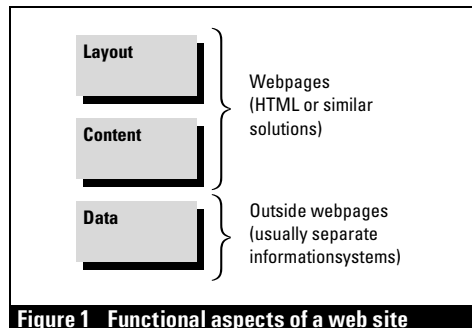 Layout
Webpages
(HTML or similar
solutions)
Content
Data
Outside webpages
(usually separate
informationsystems)
Figure 1 Functional aspects of a web site